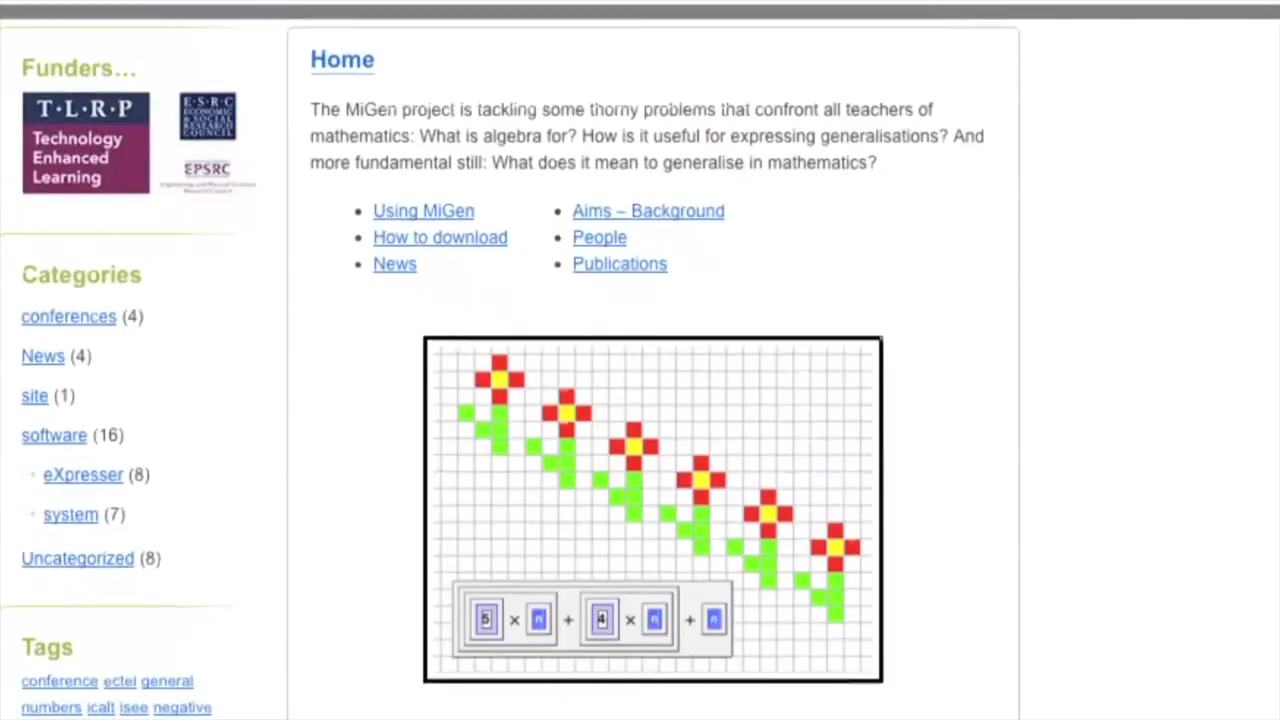 Funders...
T·L·R·P
Technology
Enhanced
Learning
E·S·R·C
ECONOMIC
& SOCIAL
RESEARCH
COUNCIL
EPSRC
Categories
conferences (4)
News (4)
site (1)
software (16)
eXpresser (8)
system (7)
Uncategorized (8)
Tags
conference ectel general
numbers icalt isee negative
Home
The MiGen project is tackling some thorny problems that confront all teachers of
mathematics: What is algebra for? How is it useful for expressing generalisations? And
more fundamental still: What does it mean to generalise in mathematics?
Using MiGen
How to download
News
Aims – Background
People
Publications
5 × n + 4 × n + n